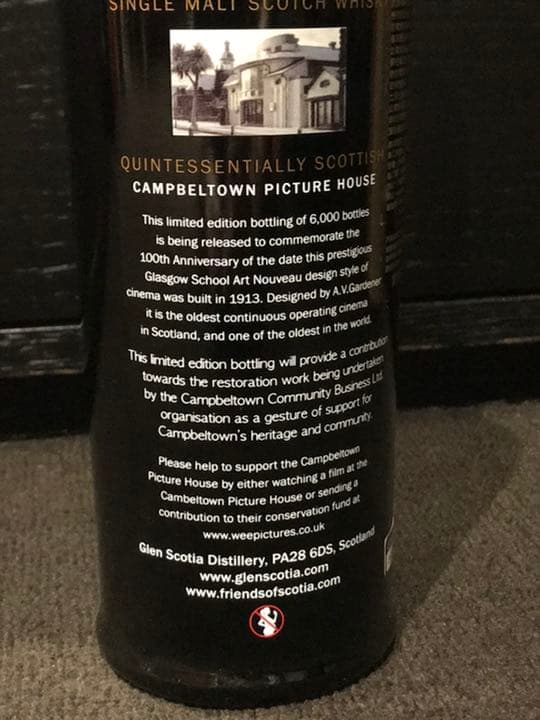 SINGLE MALT SCOTCH WHISKY
QUINTESSENTIALLY SCOTTISH
CAMPBELTOWN PICTURE HOUSE
This limited edition bottling of 6,000 bottles
is being released to commemorate the
100th Anniversary of the date this prestigious
Glasgow School Art Nouveau design style of
cinema was built in 1913. Designed by A.V.Gardener
it is the oldest continuous operating cinema
in Scotland, and one of the oldest in the world.
This limited edition bottling will provide a contribution
towards the restoration work being undertaken
by the Campbeltown Community Business Ltd.
organisation as a gesture of support for
Campbeltown's heritage and community.
Please help to support the Campbeltown
Picture House by either watching a film at the
Cambeltown Picture House or sending a
contribution to their conservation fund at
www.weepictures.co.uk
Glen Scotia Distillery, PA28 6DS, Scotland
www.glenscotia.com
www.friendsofscotia.com